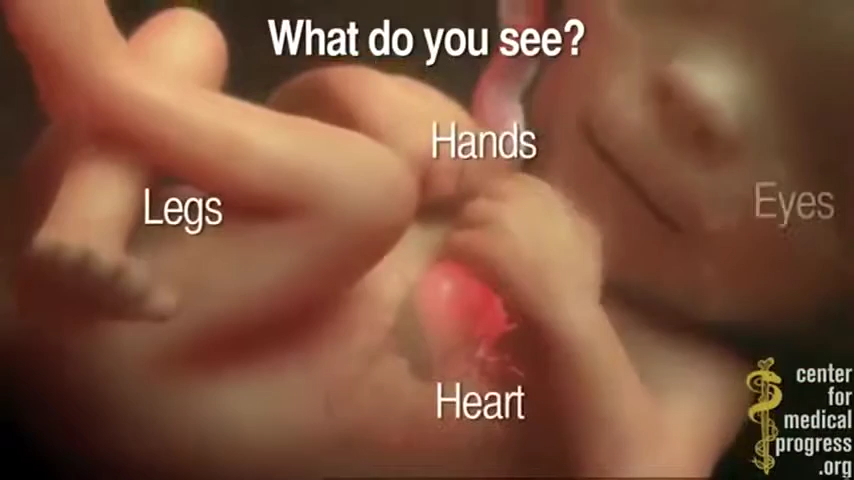 What do you see?
Hands
Legs
Eyes
Heart
center
for
medical
progress
.org